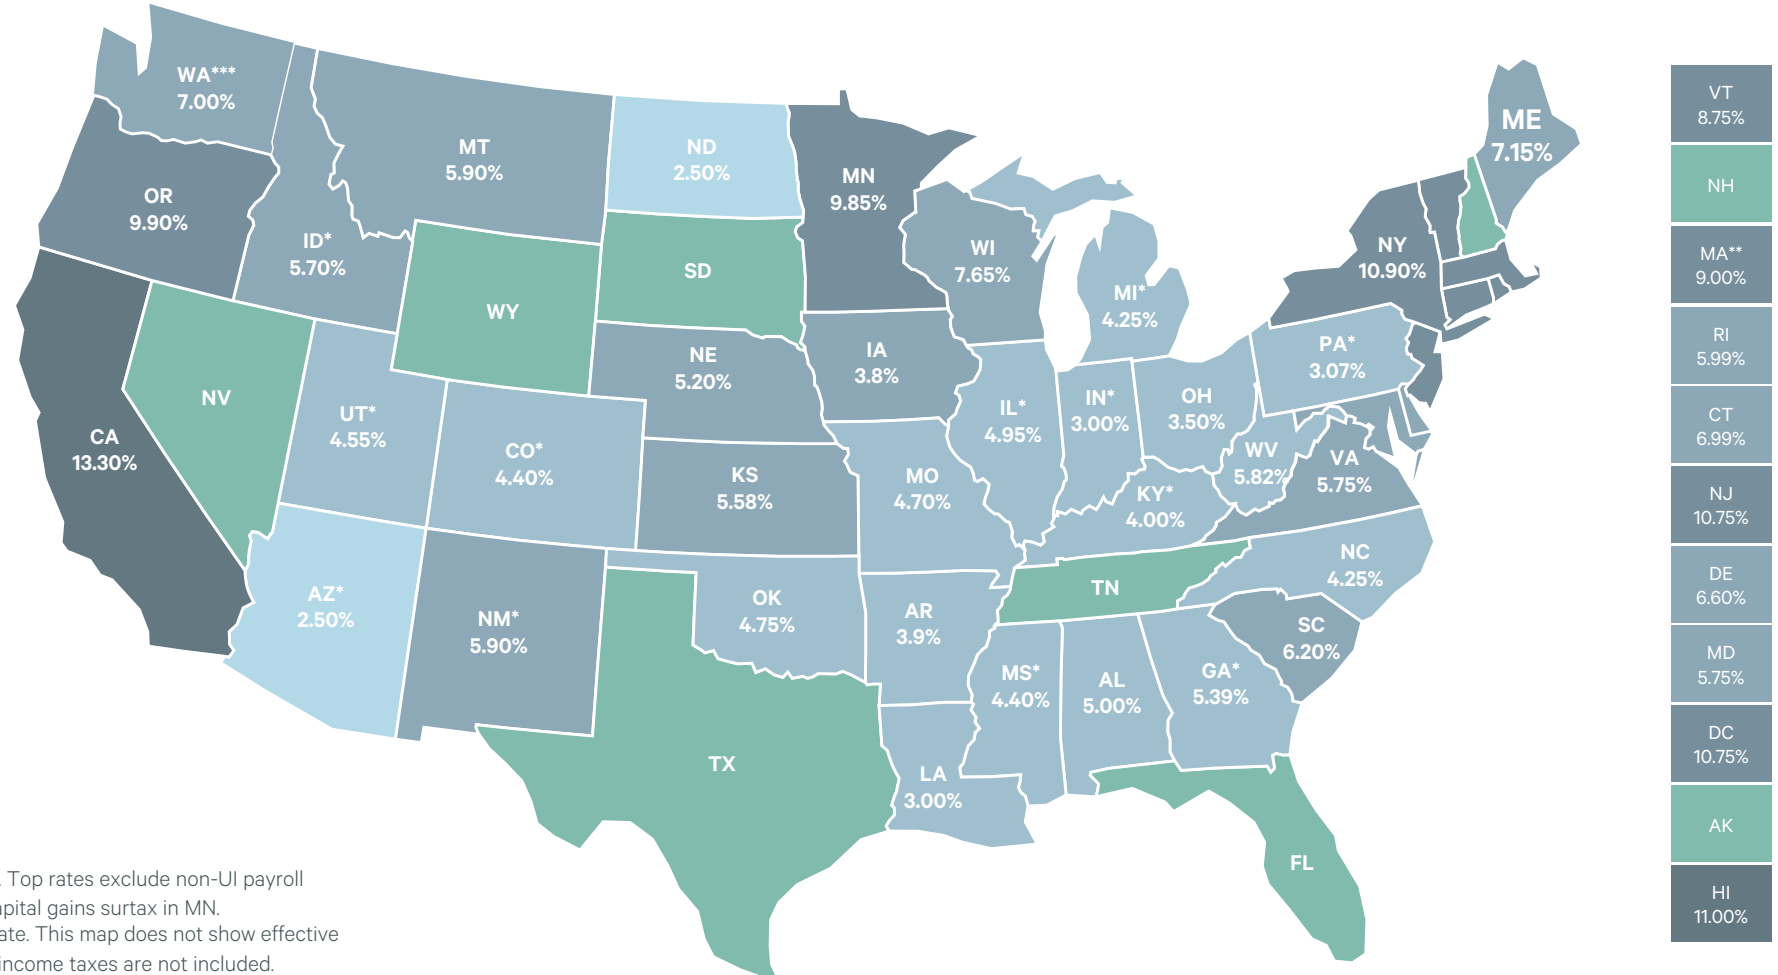 WA***
7.00%
MT
5.90%
ND
2.50%
MN
9.85%
ME
7.15%
OR
9.90%
ID*
5.70%
WY
SD
WI
7.65%
MI*
4.25%
NY
10.90%
CA
13.30%
NV
UT*
4.55%
CO*
4.40%
NE
5.20%
IA
3.8%
IL*
4.95%
IN*
3.00%
OH
3.50%
PA*
3.07%
KS
5.58%
MO
4.70%
KY*
4.00%
WV
5.82%
VA
5.75%
AZ*
2.50%
NM*
5.90%
OK
4.75%
AR
3.9%
TN
NC
4.25%
SC
6.20%
TX
LA
3.00%
MS*
4.40%
AL
5.00%
GA*
5.39%
FL
VT
8.75%
NH
MA**
9.00%
RI
5.99%
CT
6.99%
NJ
10.75%
DE
6.60%
MD
5.75%
DC
10.75%
AK
HI
11.00%
. Top rates exclude non-UI payroll
apital gains surtax in MN.
ate. This map does not show effective
income taxes are not included.